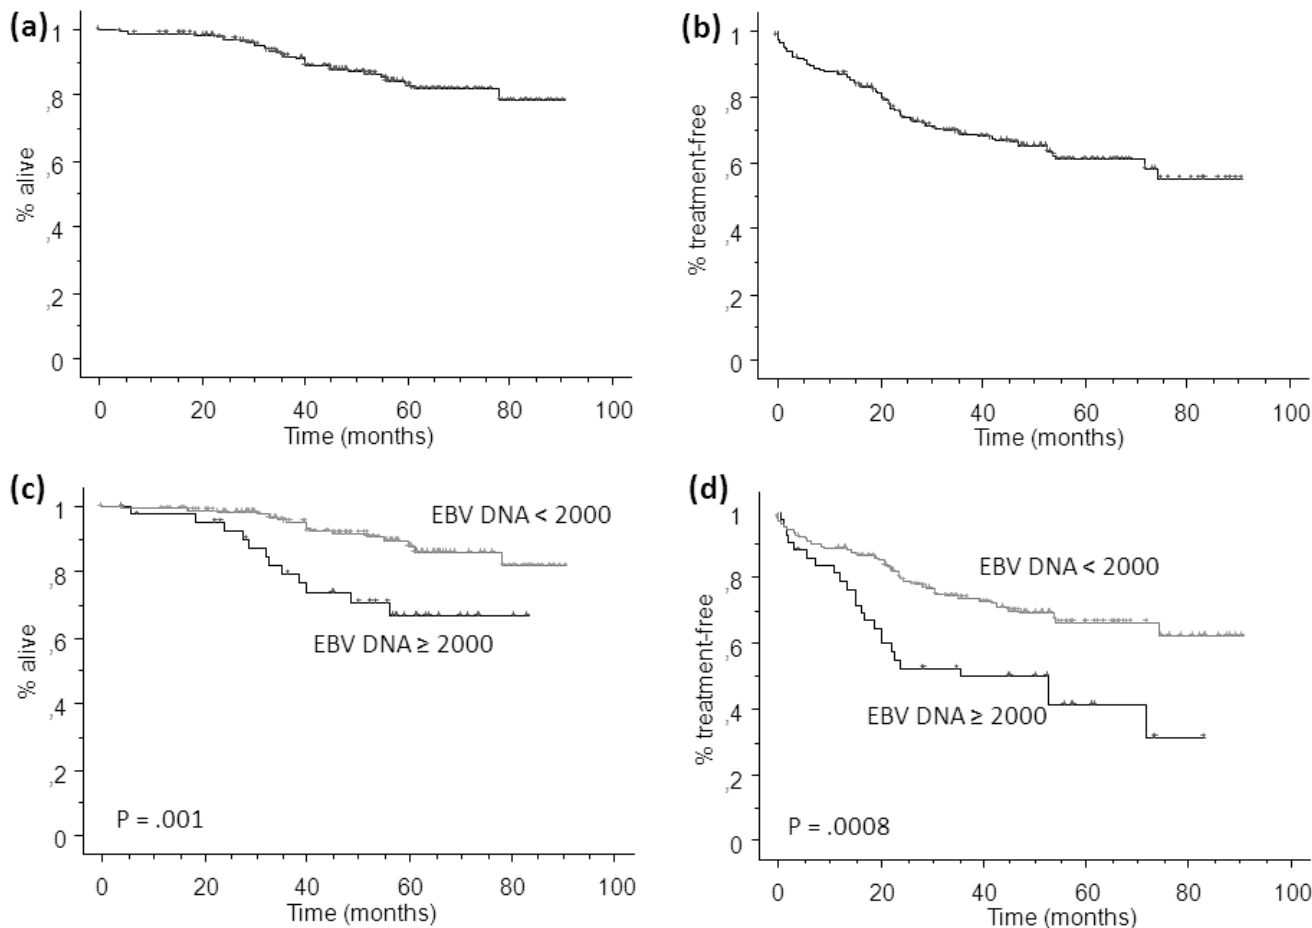 (a)
1
,8
,6
,4
,2
0
% alive
0 20 40 60 80 100
Time (months)
(b)
1
,8
,6
,4
,2
0
% treatment-free
0 20 40 60 80 100
Time (months)
(c)
1
,8
,6
,4
,2
0
% alive
EBV DNA < 2000
EBV DNA ≥ 2000
P = .001
0 20 40 60 80 100
Time (months)
(d)
1
,8
,6
,4
,2
0
% treatment-free
EBV DNA < 2000
EBV DNA ≥ 2000
P = .0008
0 20 40 60 80 100
Time (months)